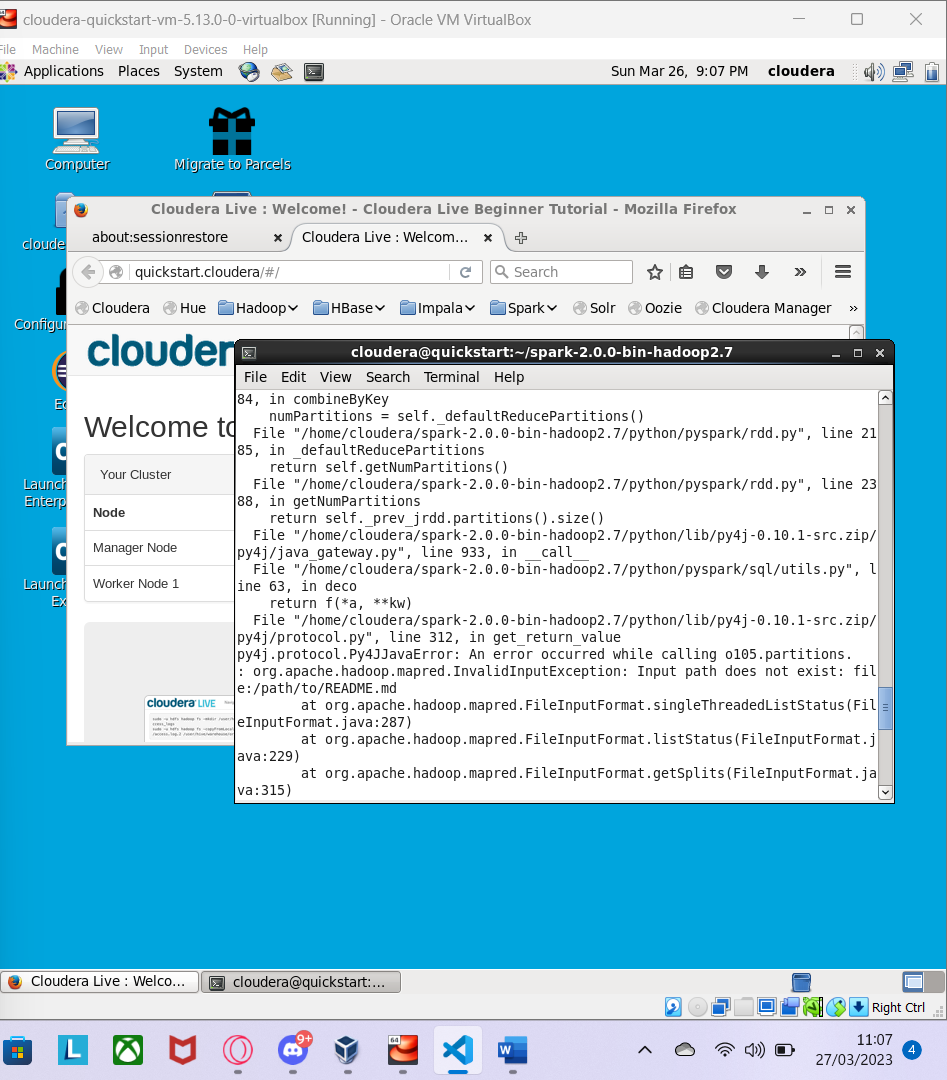 cloudera-quickstart-vm-5.13.0-0-virtualbox [Running] - Oracle VM VirtualBox
File Machine View Input Devices Help
Applications Places System Sun Mar 26, 9:07 PM cloudera
Computer
Migrate to Parcels
Cloudera Live : Welcome! - Cloudera Live Beginner Tutorial - Mozilla Firefox
about:sessionrestore
Cloudera Live : Welcom...
quickstart.cloudera/#/
Search
Cloudera Hue Hadoop HBase Impala Spark Solr Oozie Cloudera Manager »
Welcome to
Your Cluster
Node
Manager Node
Worker Node 1
Launch
Enterp
Launch
cloudera LIVE
cloudera@quickstart:~/spark-2.0.0-bin-hadoop2.7
File Edit View Search Terminal Help
84, in combineByKey
numPartitions = self._defaultReducePartitions()
File "/home/cloudera/spark-2.0.0-bin-hadoop2.7/python/pyspark/rdd.py", line 21
85, in _defaultReducePartitions
return self.getNumPartitions()
File "/home/cloudera/spark-2.0.0-bin-hadoop2.7/python/pyspark/rdd.py", line 23
88, in getNumPartitions
return self._prev_jrdd.partitions().size()
File "/home/cloudera/spark-2.0.0-bin-hadoop2.7/python/lib/py4j-0.10.1-src.zip/
py4j/java_gateway.py", line 933, in __call__
File "/home/cloudera/spark-2.0.0-bin-hadoop2.7/python/pyspark/sql/utils.py", l
ine 63, in deco
return f(*a, **kw)
File "/home/cloudera/spark-2.0.0-bin-hadoop2.7/python/lib/py4j-0.10.1-src.zip/
py4j/protocol.py", line 312, in get_return_value
py4j.protocol.Py4JJavaError: An error occurred while calling o105.partitions.
: org.apache.hadoop.mapred.InvalidInputException: Input path does not exist: fil
e:/path/to/README.md
at org.apache.hadoop.mapred.FileInputFormat.singleThreadedListStatus(Fil
eInputFormat.java:287)
at org.apache.hadoop.mapred.FileInputFormat.listStatus(FileInputFormat.j
ava:229)
at org.apache.hadoop.mapred.FileInputFormat.getSplits(FileInputFormat.ja
va:315)
Cloudera Live : Welco...
cloudera@quickstart:...
Right Ctrl
64
9+
11:07
27/03/2023
4